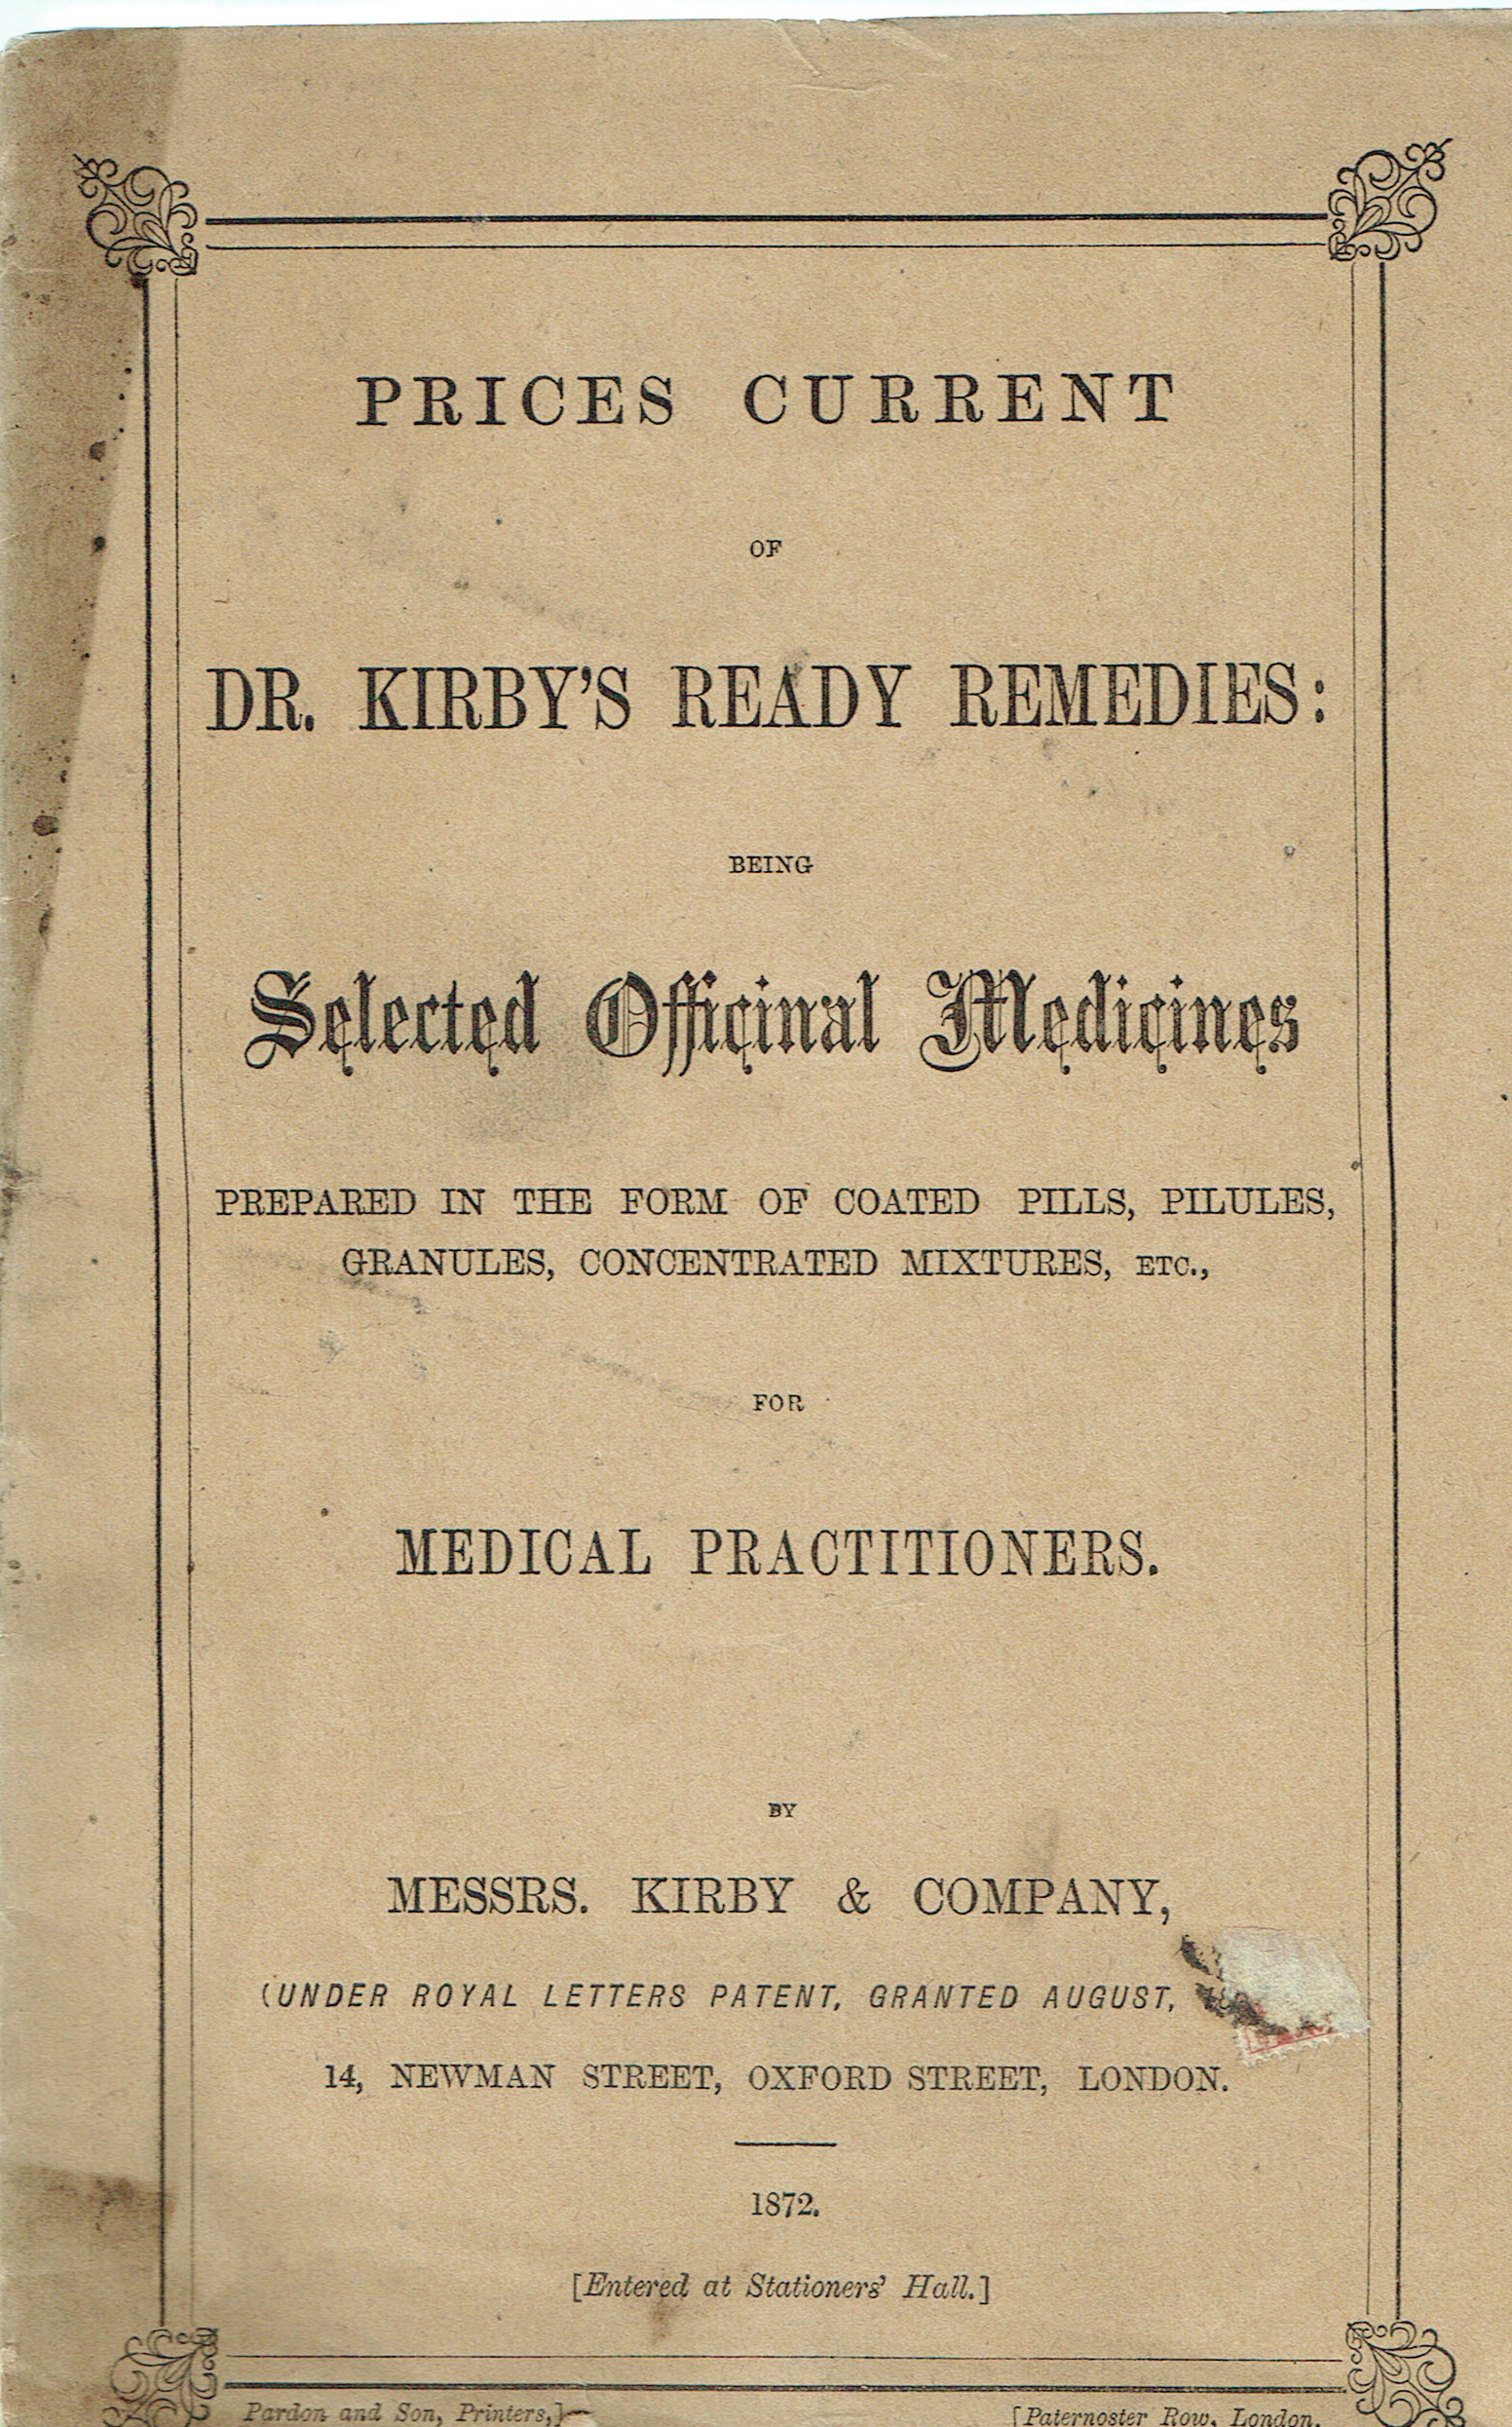 PRICES CURRENT
OF
DR. KIRBY'S READY REMEDIES:
BEING
Selected Officinal Medicines
PREPARED IN THE FORM OF COATED PILLS, PILULES,
GRANULES, CONCENTRATED MIXTURES, ETC.,
FOR
MEDICAL PRACTITIONERS.
BY
MESSRS. KIRBY & COMPANY,
(UNDER ROYAL LETTERS PATENT, GRANTED AUGUST,
14, NEWMAN STREET, OXFORD STREET, LONDON.
1872.
[Entered at Stationers' Hall.]
Pardon and Son, Printers,] [Paternoster Row, London.